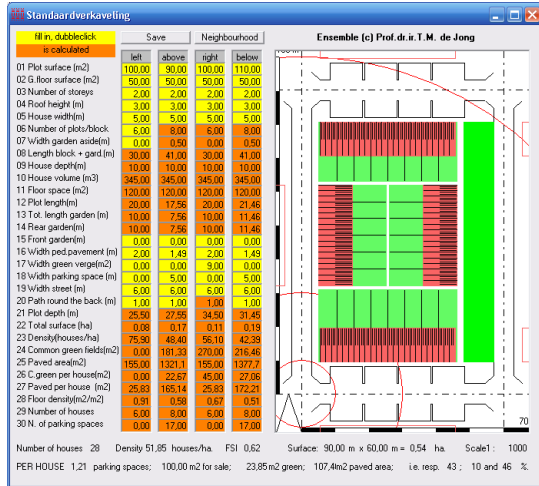 Standaardverkaveling
fill in, dubbleclick Save Neighbourhood Ensemble (c) Prof.dr.ir.T.M. de Jong
is calculated
left above right below
01 Plot surface (m2) 100,00 90,00 100,00 110,00
02 G.floor surface (m2) 50,00 50,00 50,00 50,00
03 Number of storeys 2,00 2,00 2,00 2,00
04 Roof height (m) 3,00 3,00 3,00 3,00
05 House width(m) 5,00 5,00 5,00 5,00
06 Number of plots/block 6,00 8,00 6,00 8,00
07 Width garden aside(m) 0,00 0,50 0,00 0,50
08 Length block + gard.(m) 30,00 41,00 30,00 41,00
09 House depth(m) 10,00 10,00 10,00 10,00
10 House volume (m3) 345,00 345,00 345,00 345,00
11 Floor space (m2) 120,00 120,00 120,00 120,00
12 Plot length(m) 20,00 17,56 20,00 21,46
13 Tot. length garden (m) 10,00 7,56 10,00 11,46
14 Rear garden(m) 10,00 7,56 10,00 11,46
15 Front garden(m) 0,00 0,00 0,00 0,00
16 Width ped.pavement (m) 2,00 1,49 2,00 1,49
17 Width green verge(m2) 0,00 0,00 9,00 0,00
18 Width parking space (m) 0,00 5,00 0,00 5,00
19 Width street (m) 6,00 6,00 6,00 6,00
20 Path round the back (m) 1,00 1,00 1,00 1,00
21 Plot depth (m) 25,50 27,55 34,50 31,45
22 Total surface (ha) 0,08 0,17 0,11 0,19
23 Density(houses/ha) 75,90 48,40 56,10 42,39
24 Common green fields(m2) 0,00 181,33 270,00 216,46
25 Paved area(m2) 155,00 1321,1 155,00 1377,7
26 C.green per house(m2) 0,00 22,67 45,00 27,06
27 Paved per house (m2) 25,83 165,14 25,83 172,21
28 Floor density(m2/m2) 0,91 0,58 0,67 0,51
29 Number of houses 6,00 8,00 6,00 8,00
30 N. of parking spaces 0,00 17,00 0,00 17,00
70
Number of houses 28 Density 51,85 houses/ha. FSI 0,62 Surface: 90,00 m x 60,00 m = 0,54 ha. Scale1 : 1000
PER HOUSE 1,21 parking spaces; 100,00 m2 for sale; 23,85 m2 green; 107,4m2 paved area; i.e. resp. 43 ; 10 and 46 %.